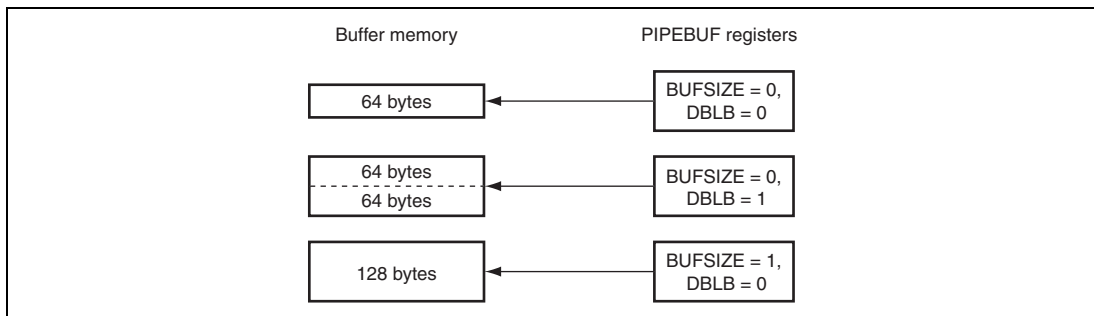 Buffer memory
PIPEBUF registers
64 bytes
BUFSIZE = 0,
DBLB = 0
64 bytes
64 bytes
BUFSIZE = 0,
DBLB = 1
128 bytes
BUFSIZE = 1,
DBLB = 0